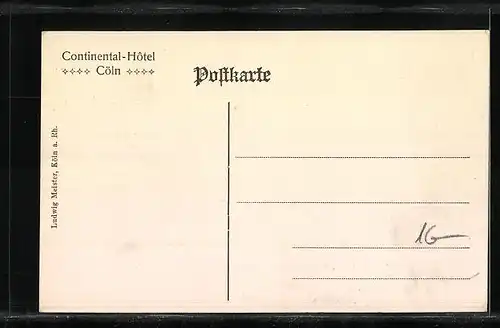 Continental-Hôtel
Cöln
Postkarte
Ludwig Meister, Köln a. Rh.
16